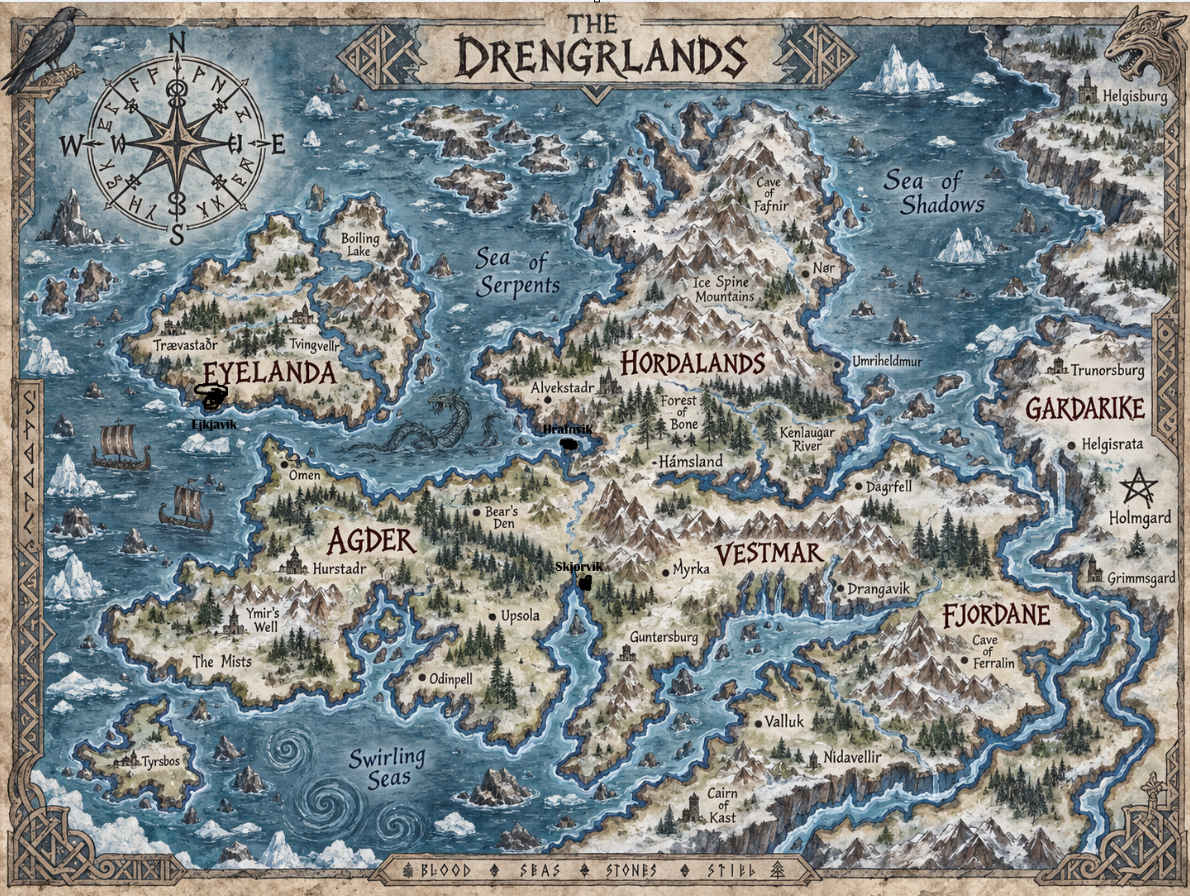 THE
DRENGRLANDS
N
W
E
S
Helgisburg
Cave
of
Fafnir
Sea of
Shadows
Boiling
Lake
Sea of
Serpents
Nør
Ice Spine
Mountains
Trævastaðr
Tvingvellr
EYELANDA
HORDALANDS
Umriheldmur
Trunorsburg
Alvekstadr
Forest
of
Bone
GARDARIKE
Ejkjavik
Hrafnvik
Kenlaugar
River
Helgisrata
Hámsland
Omen
Dagrfell
Holmgard
Bear's
Den
AGDER
VESTMAR
Hurstadr
Skjørvik
Myrka
Grimmsgard
Drangavik
Ymir's
Well
Upsola
FJORDANE
Guntersburg
Cave
of
Ferralin
The Mists
Odinpell
Valluk
Swirling
Seas
Tyrsbos
Nidavellir
Cairn
of
Kast
BLOOD SEAS STONES STILL